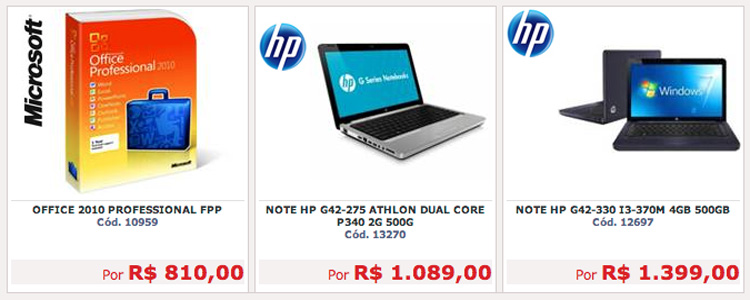 Microsoft
Office
Professional 2010
Word
Excel
PowerPoint
OneNote
Outlook
Publisher
Access
Microsoft
OFFICE 2010 PROFESSIONAL FPP
Cód. 10959
Por R$ 810,00
hp
hp G Series Notebooks
NOTE HP G42-275 ATHLON DUAL CORE
P340 2G 500G
Cód. 13270
Por R$ 1.089,00
hp
Windows 7
NOTE HP G42-330 I3-370M 4GB 500GB
Cód. 12697
Por R$ 1.399,00